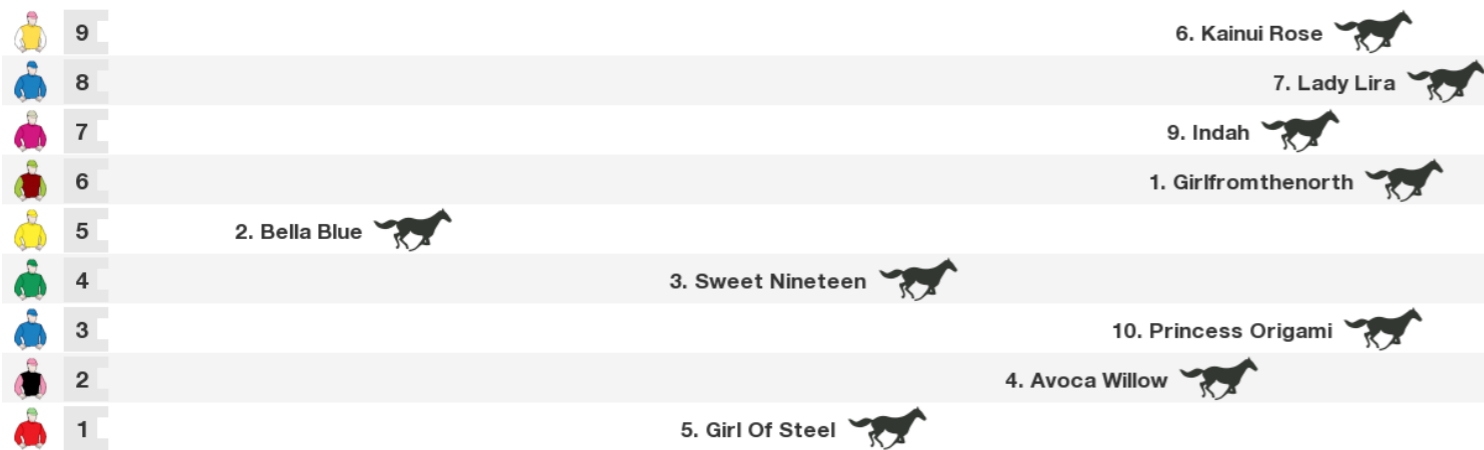 9 6. Kainui Rose
8 7. Lady Lira
7 9. Indah
6 1. Girlfromthenorth
5 2. Bella Blue
4 3. Sweet Nineteen
3 10. Princess Origami
2 4. Avoca Willow
1 5. Girl Of Steel